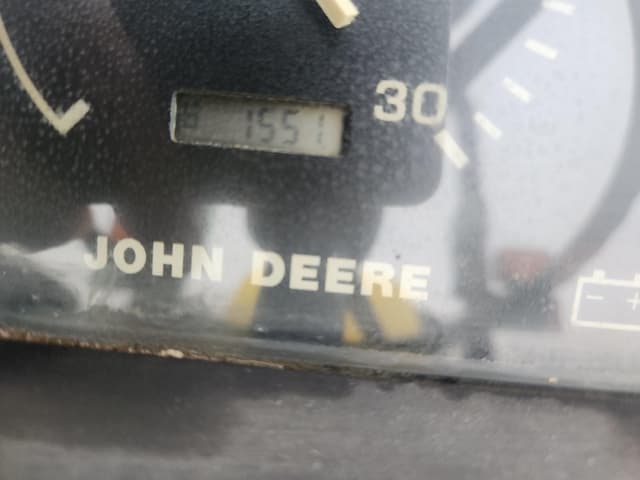 1551
30
JOHN DEERE
- +